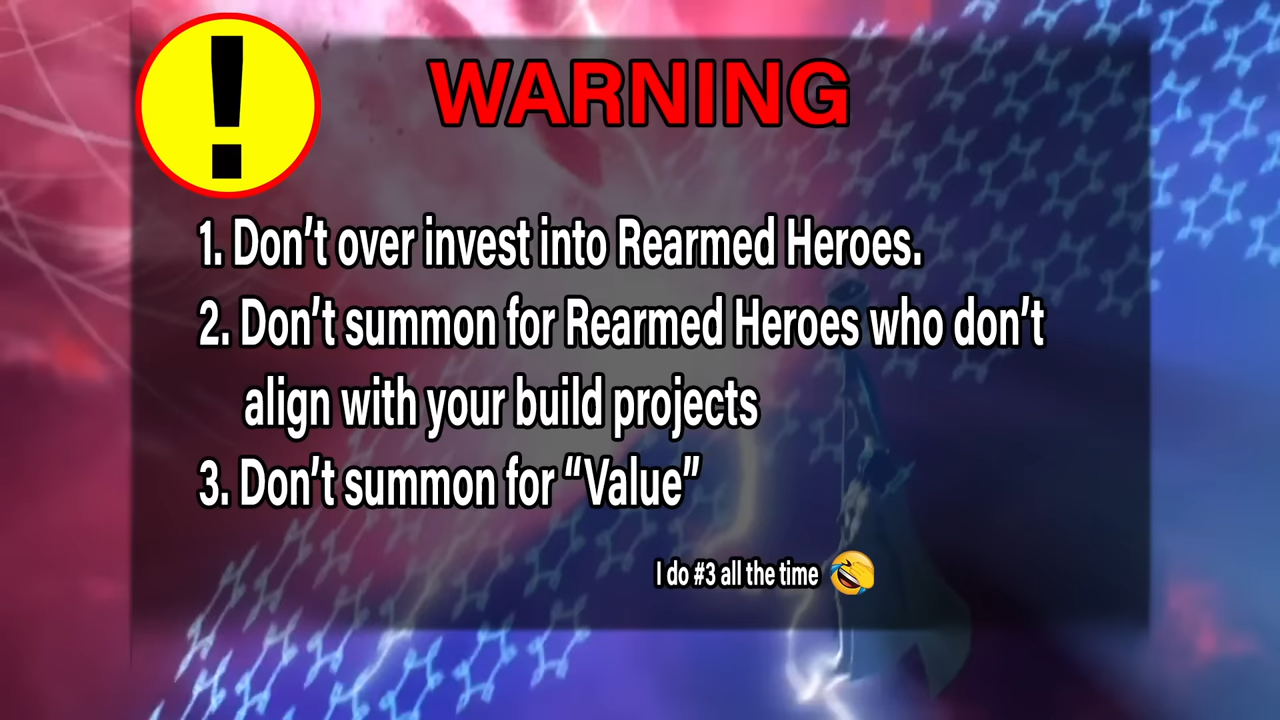 !
WARNING
1. Don't over invest into Rearmed Heroes.
2. Don't summon for Rearmed Heroes who don't
align with your build projects
3. Don't summon for “Value”
I do #3 all the time 🤣